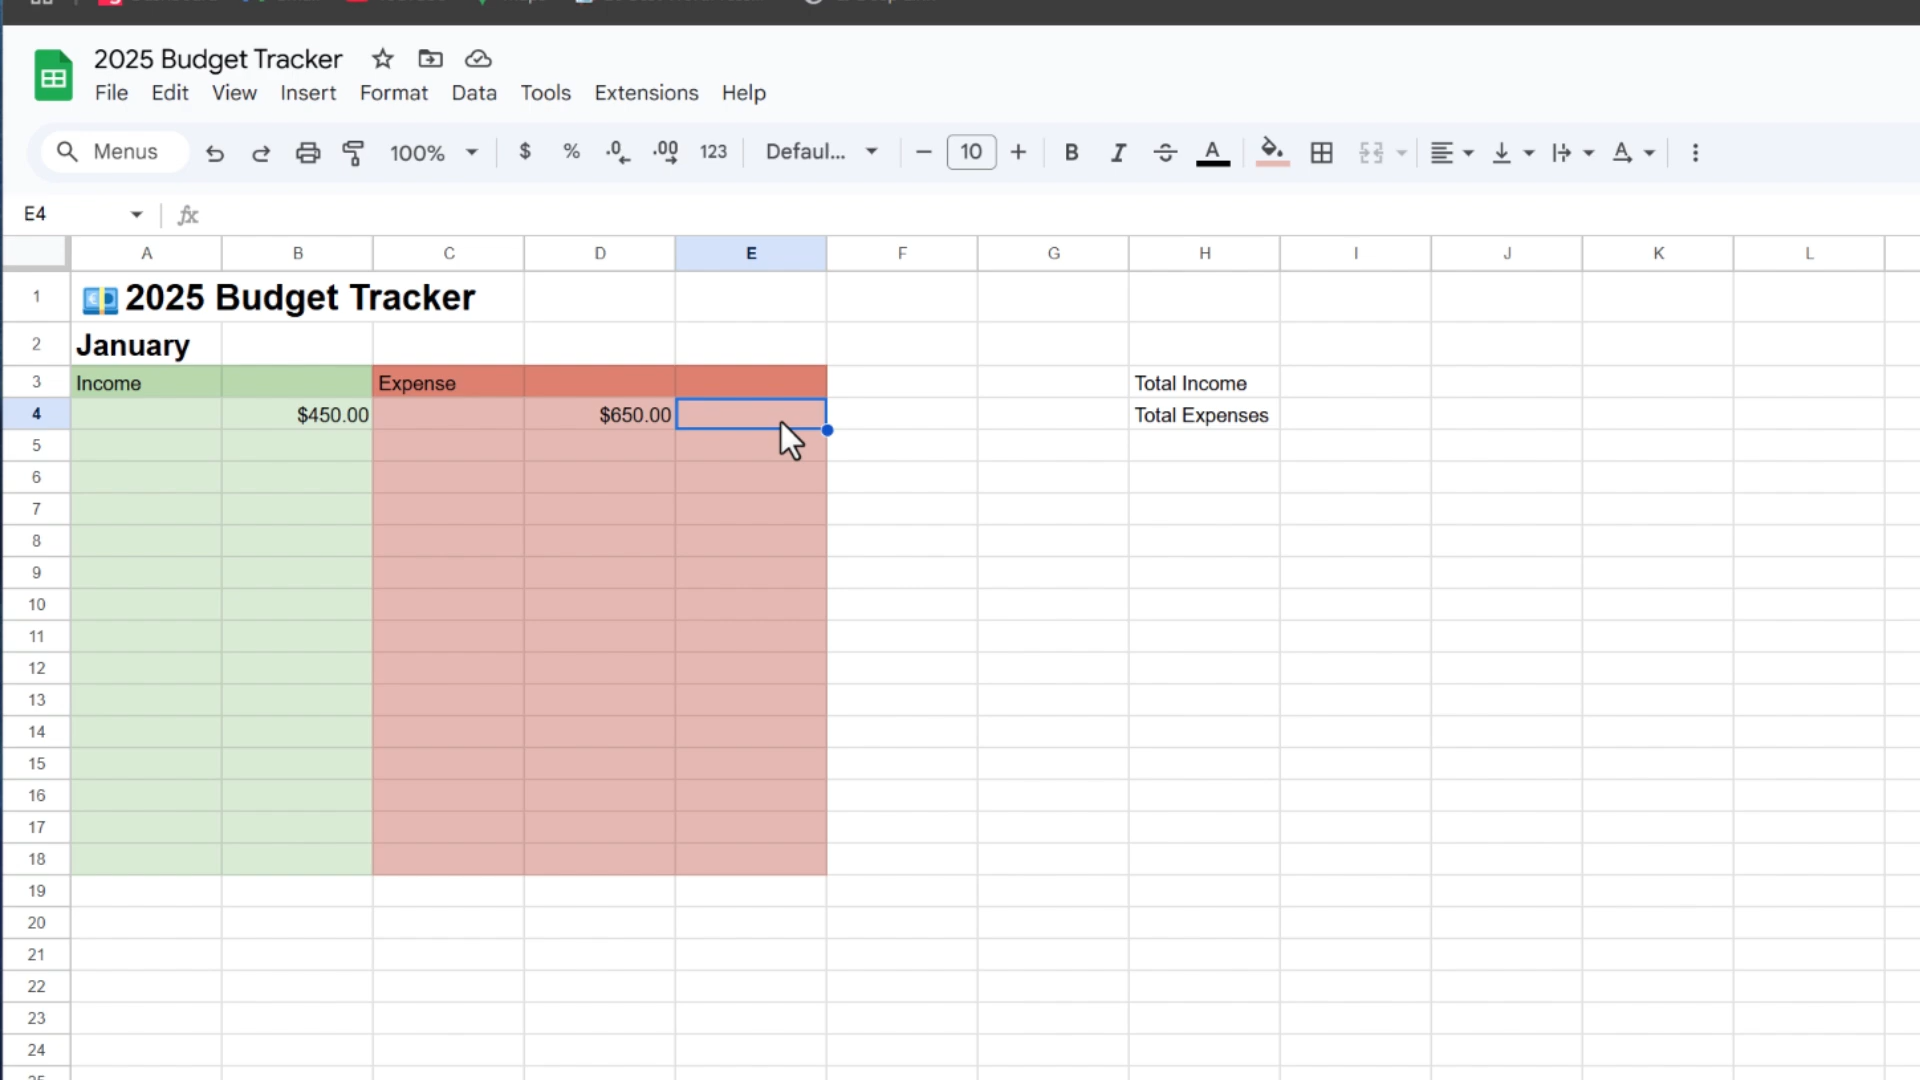 2025 Budget Tracker
File Edit View Insert Format Data Tools Extensions Help
Menus 100% $ % .0 .00 123 Defaul... 10 B I A A
E4 fx
A B C D E F G H I J K L
1 2025 Budget Tracker
2 January
3 Income Expense Total Income
4 $450.00 $650.00 Total Expenses
5
6
7
8
9
10
11
12
13
14
15
16
17
18
19
20
21
22
23
24